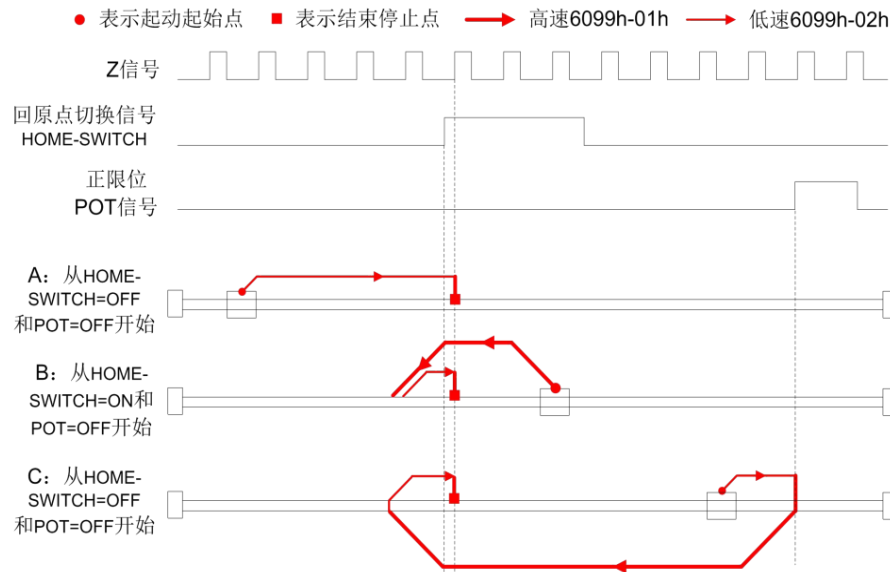 表示起动起始点 表示结束停止点 高速6099h-01h 低速6099h-02h
Z信号
回原点切换信号
HOME-SWITCH
正限位
POT信号
A：从HOME-
SWITCH=OFF
和POT=OFF开始
B：从HOME-
SWITCH=ON和
POT=OFF开始
C：从HOME-
SWITCH=OFF
和POT=OFF开始